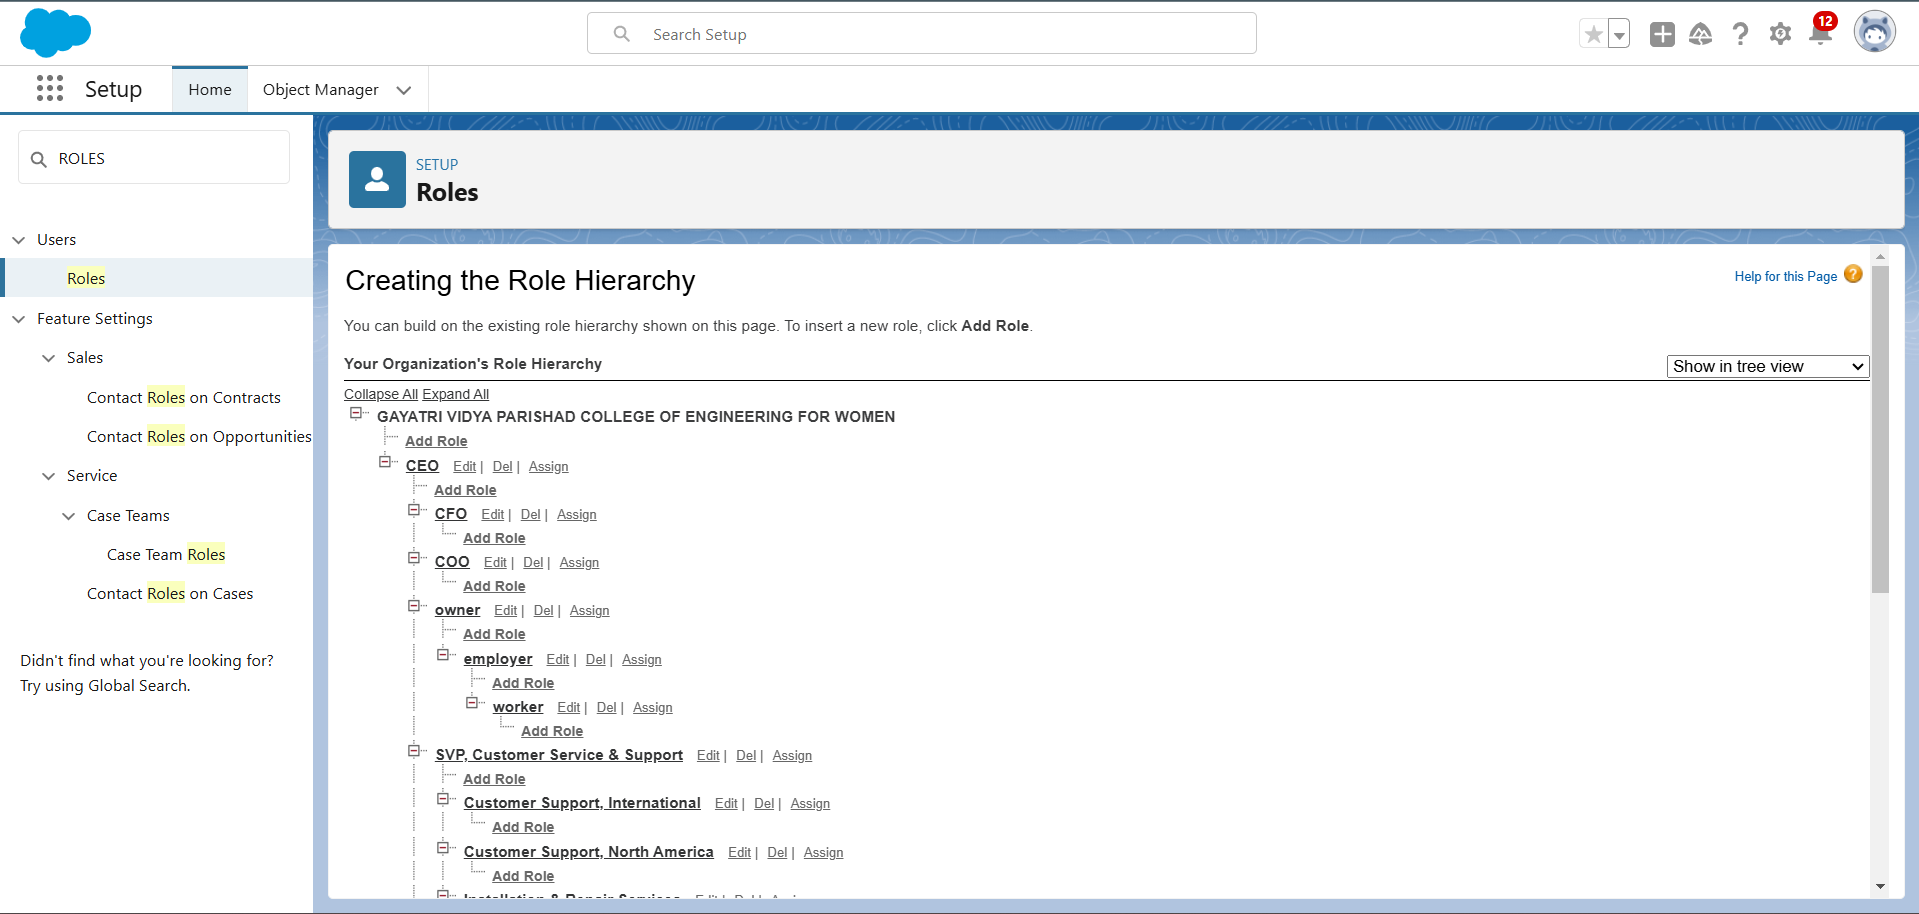 Search Setup
12
Setup
Home
Object Manager
ROLES
Users
Roles
Feature Settings
Sales
Contact Roles on Contracts
Contact Roles on Opportunities
Service
Case Teams
Case Team Roles
Contact Roles on Cases
Didn't find what you're looking for?
Try using Global Search.
SETUP
Roles
Creating the Role Hierarchy
Help for this Page ?
You can build on the existing role hierarchy shown on this page. To insert a new role, click Add Role.
Your Organization's Role Hierarchy
Show in tree view
Collapse All Expand All
GAYATRI VIDYA PARISHAD COLLEGE OF ENGINEERING FOR WOMEN
Add Role
CEO Edit | Del | Assign
Add Role
CFO Edit | Del | Assign
Add Role
COO Edit | Del | Assign
Add Role
owner Edit | Del | Assign
Add Role
employer Edit | Del | Assign
Add Role
worker Edit | Del | Assign
Add Role
SVP, Customer Service & Support Edit | Del | Assign
Add Role
Customer Support, International Edit | Del | Assign
Add Role
Customer Support, North America Edit | Del | Assign
Add Role
Installation & Repair Services Edit | Del | Assign